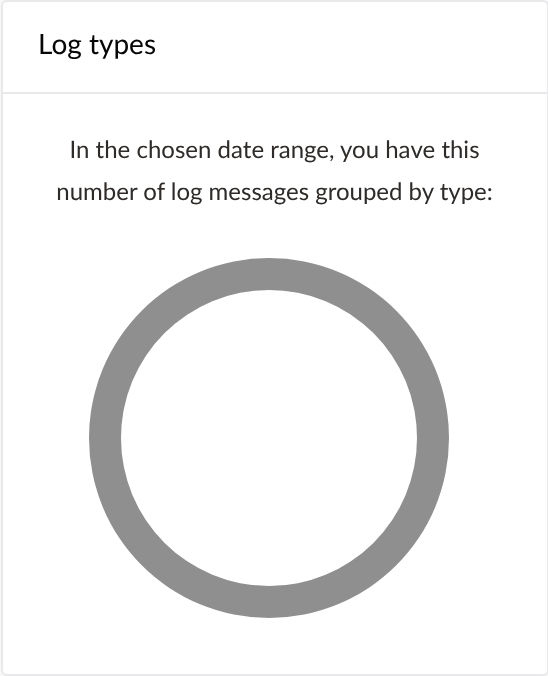 Log types
In the chosen date range, you have this
number of log messages grouped by type: